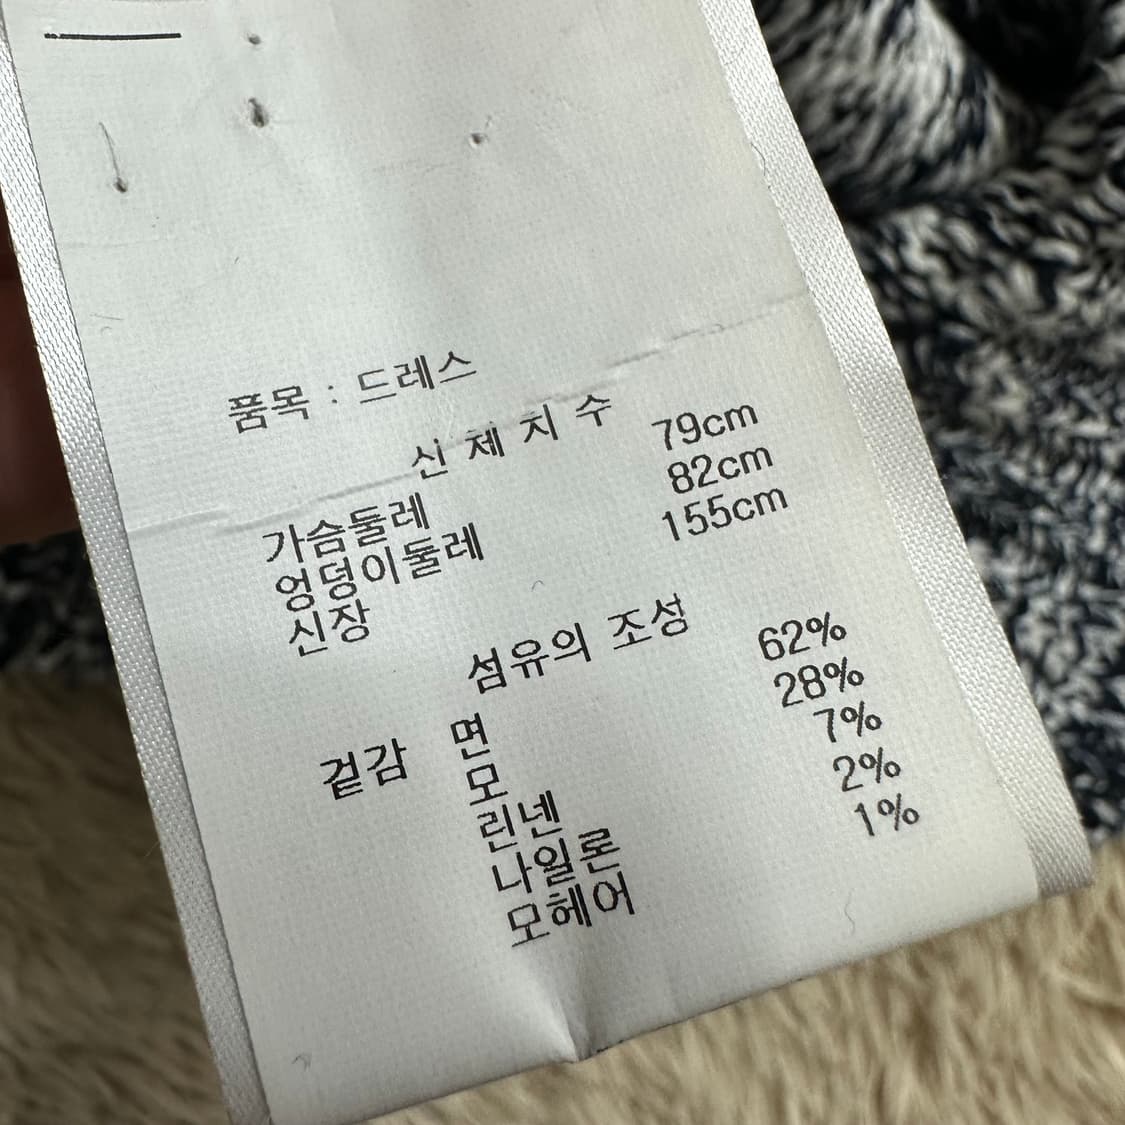 품목 : 드레스
신 체 치 수
가슴둘레 79cm
엉덩이둘레 82cm
신장 155cm
섬유의 조성
겉감 면 62%
모 28%
린넨 7%
나일론 2%
모헤어 1%